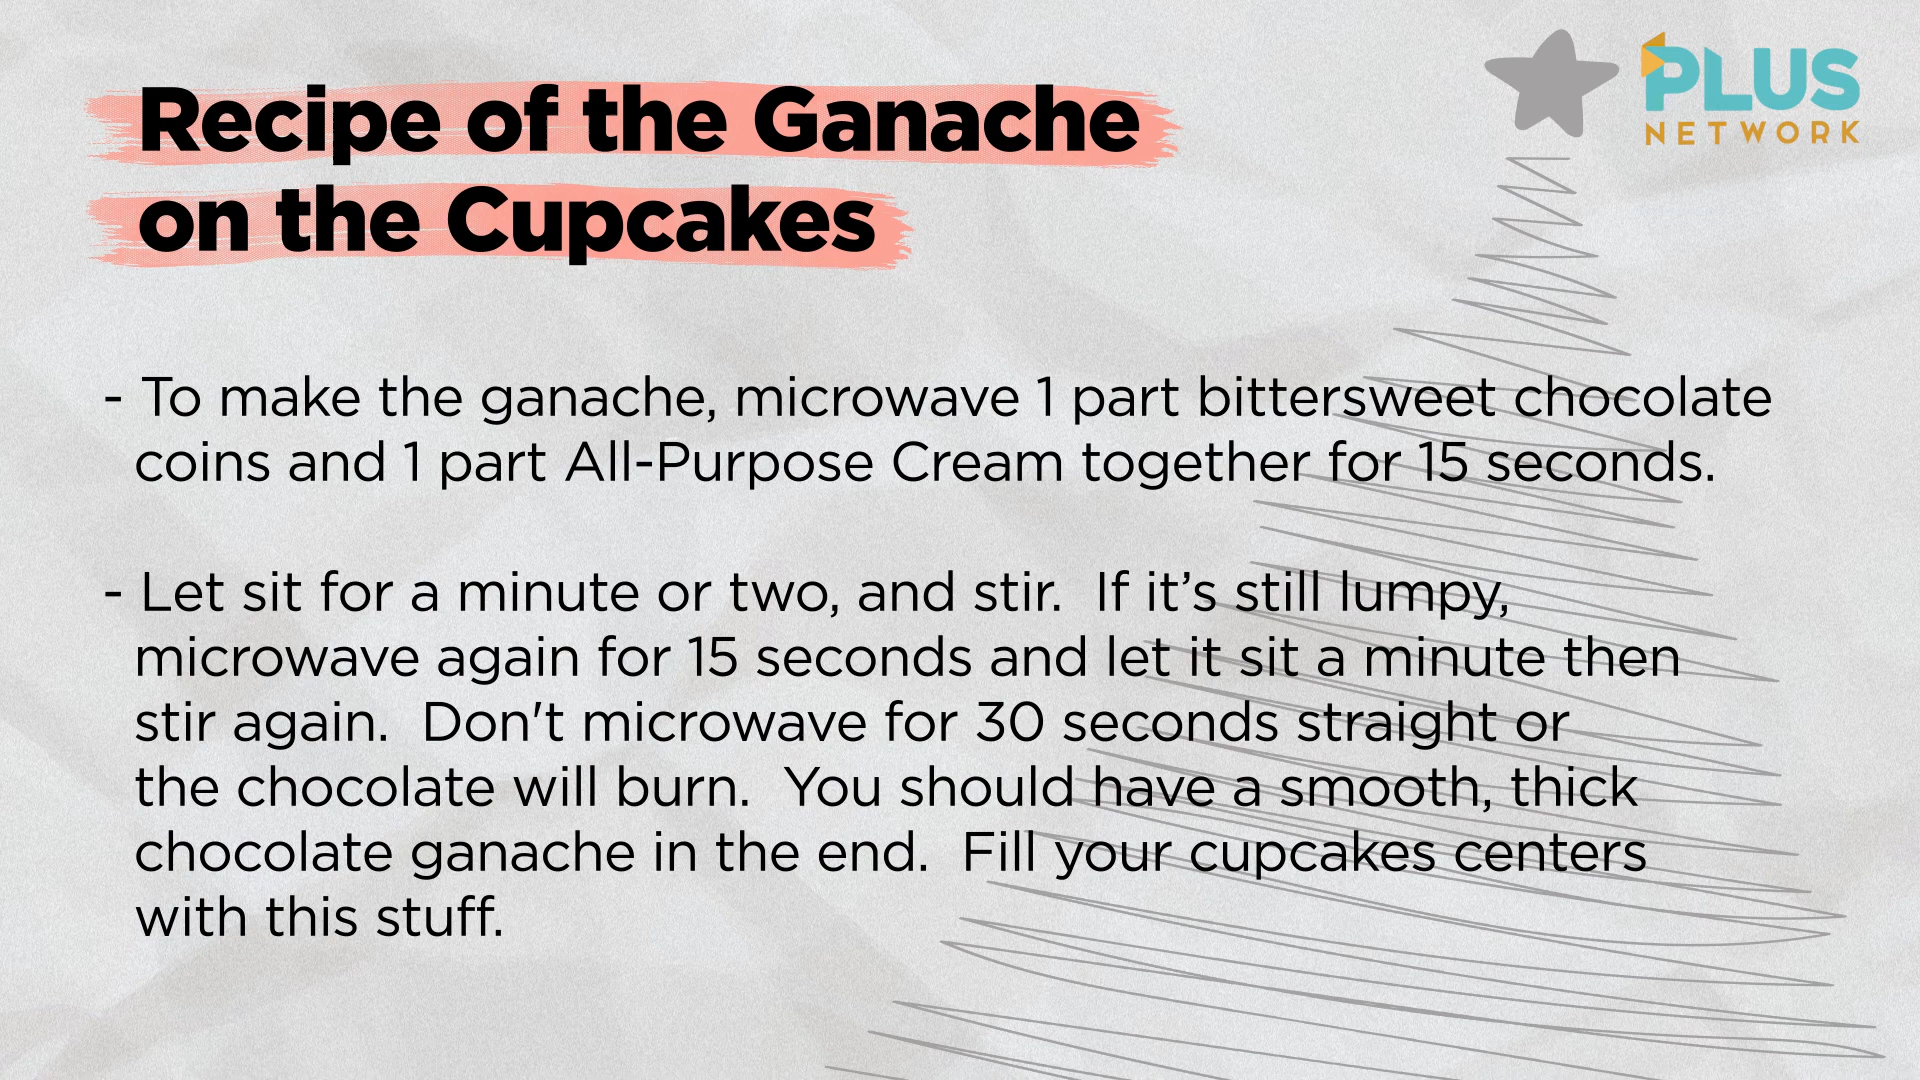 Recipe of the Ganache
on the Cupcakes
PLUS
NETWORK
- To make the ganache, microwave 1 part bittersweet chocolate
coins and 1 part All-Purpose Cream together for 15 seconds.
- Let sit for a minute or two, and stir.  If it’s still lumpy,
microwave again for 15 seconds and let it sit a minute then
stir again.  Don't microwave for 30 seconds straight or
the chocolate will burn.  You should have a smooth, thick
chocolate ganache in the end.  Fill your cupcakes centers
with this stuff.